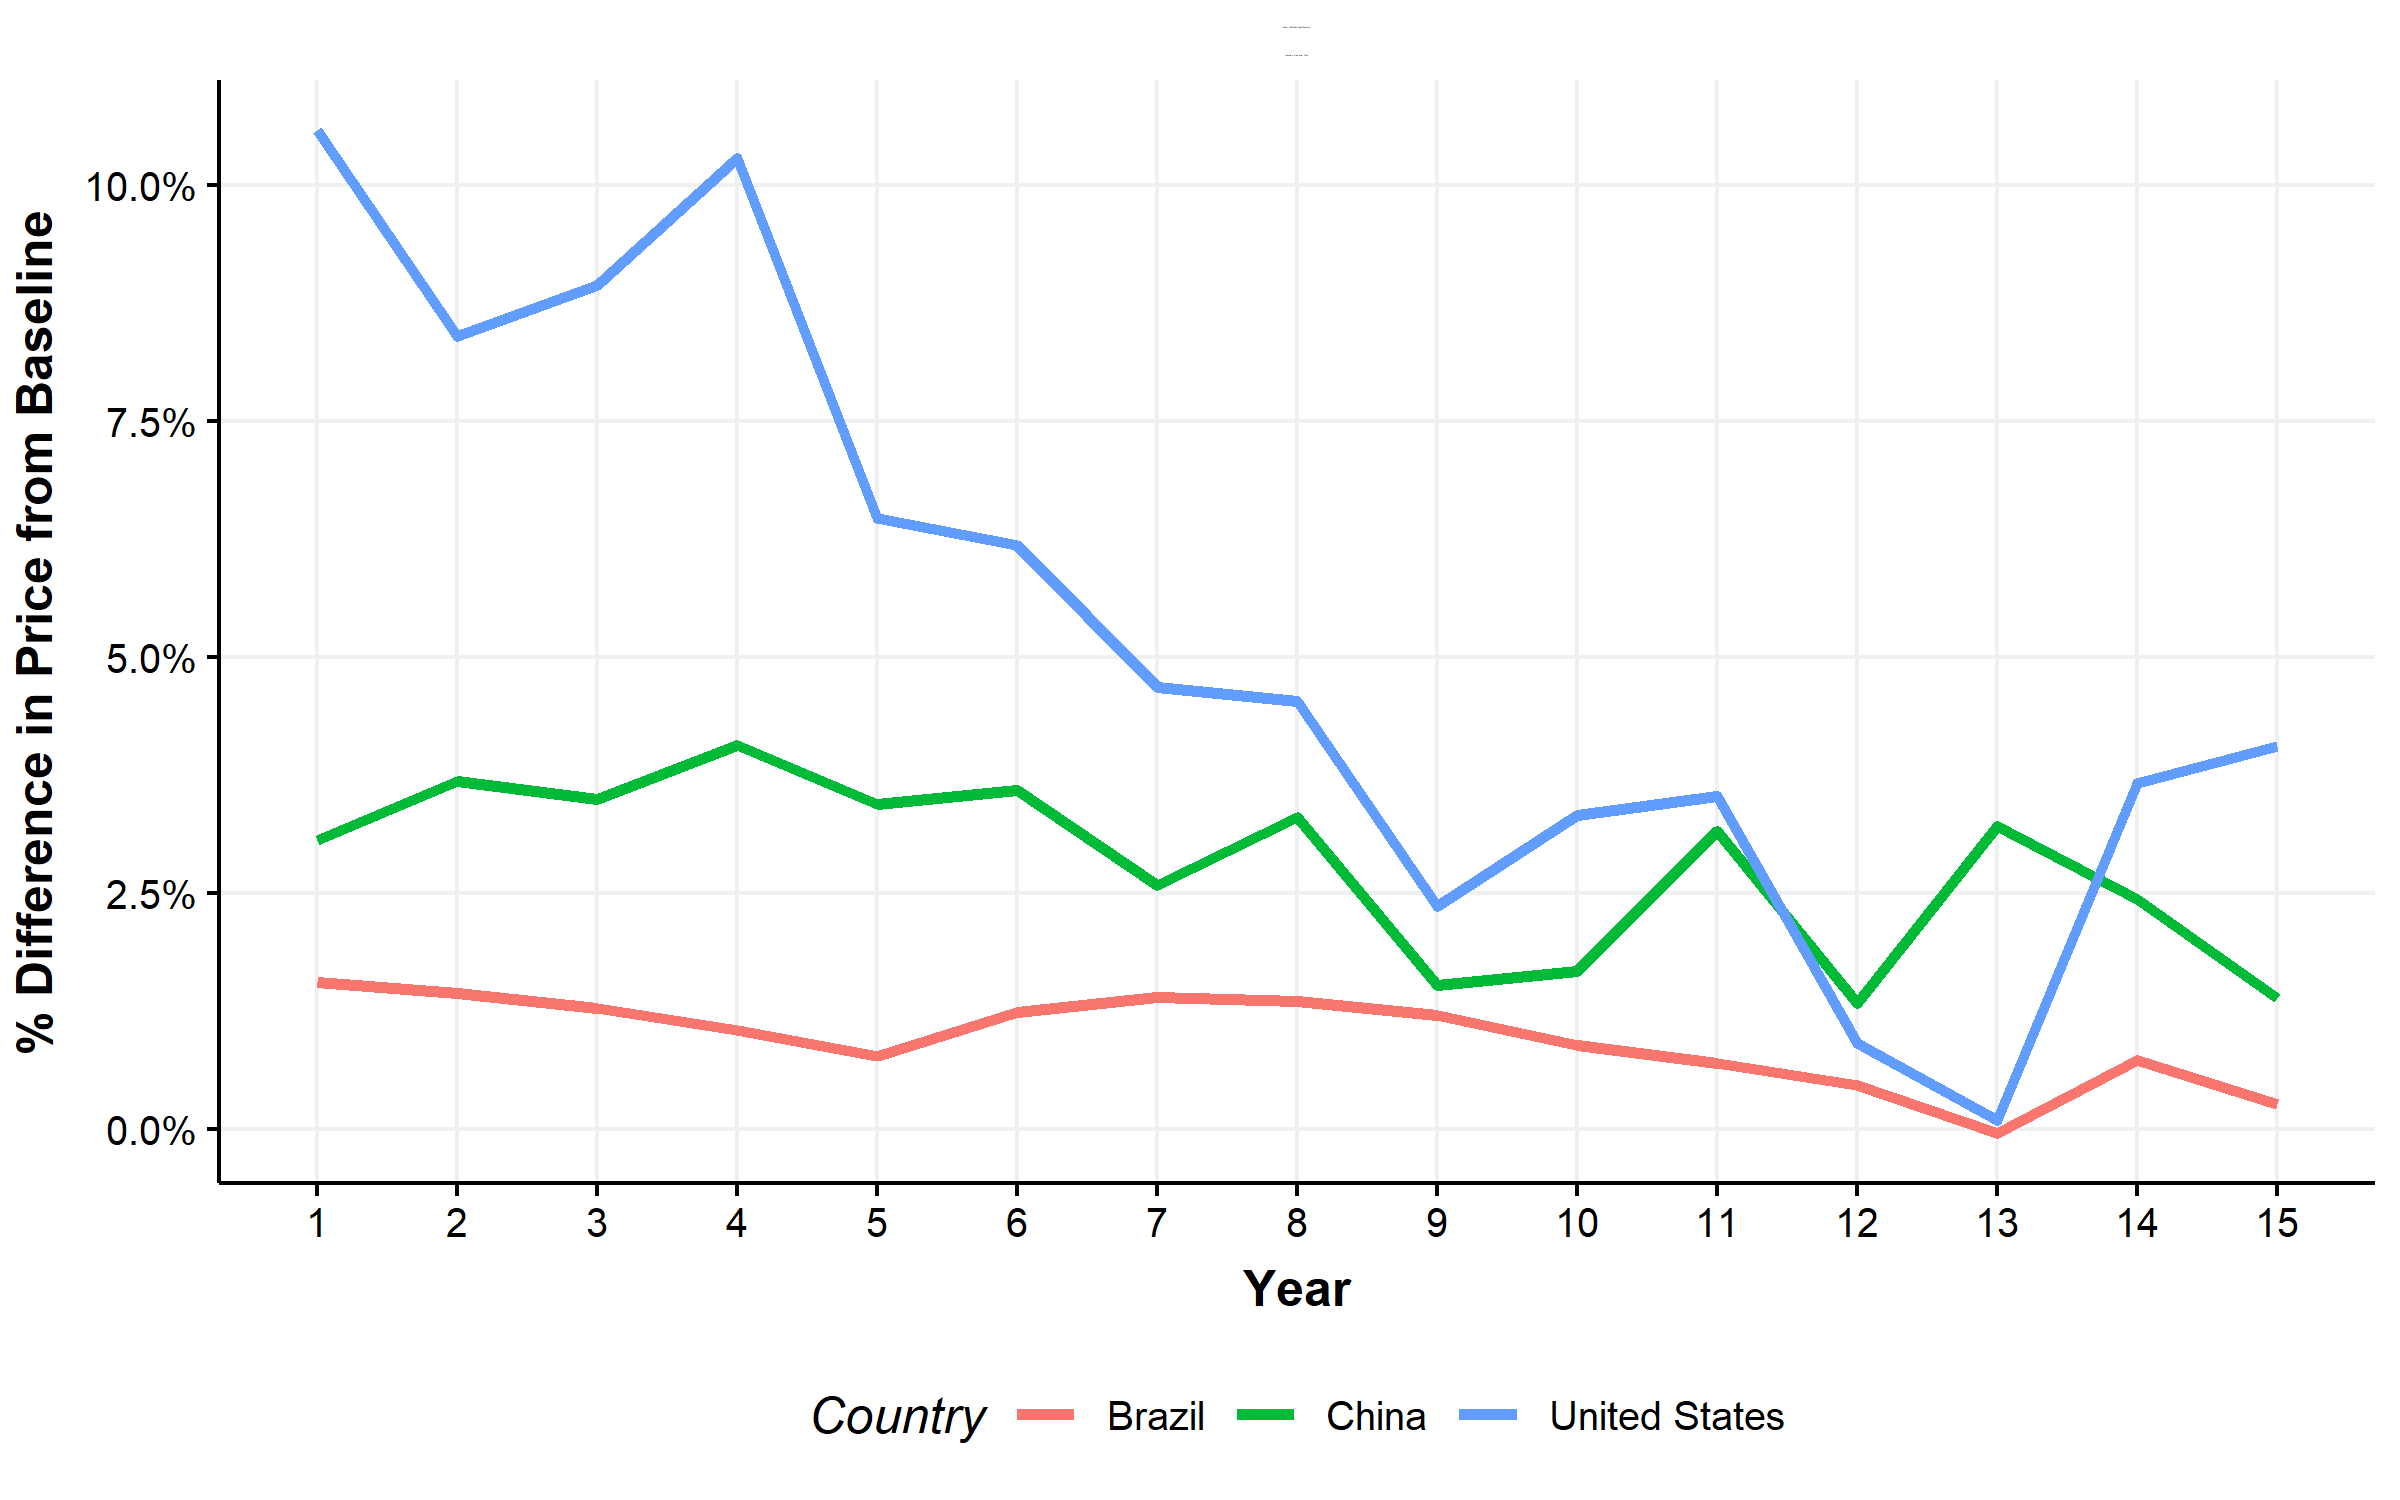 % Difference in Price from Baseline
10.0%
7.5%
5.0%
2.5%
0.0%
1 2 3 4 5 6 7 8 9 10 11 12 13 14 15
Year
Country Brazil China United States